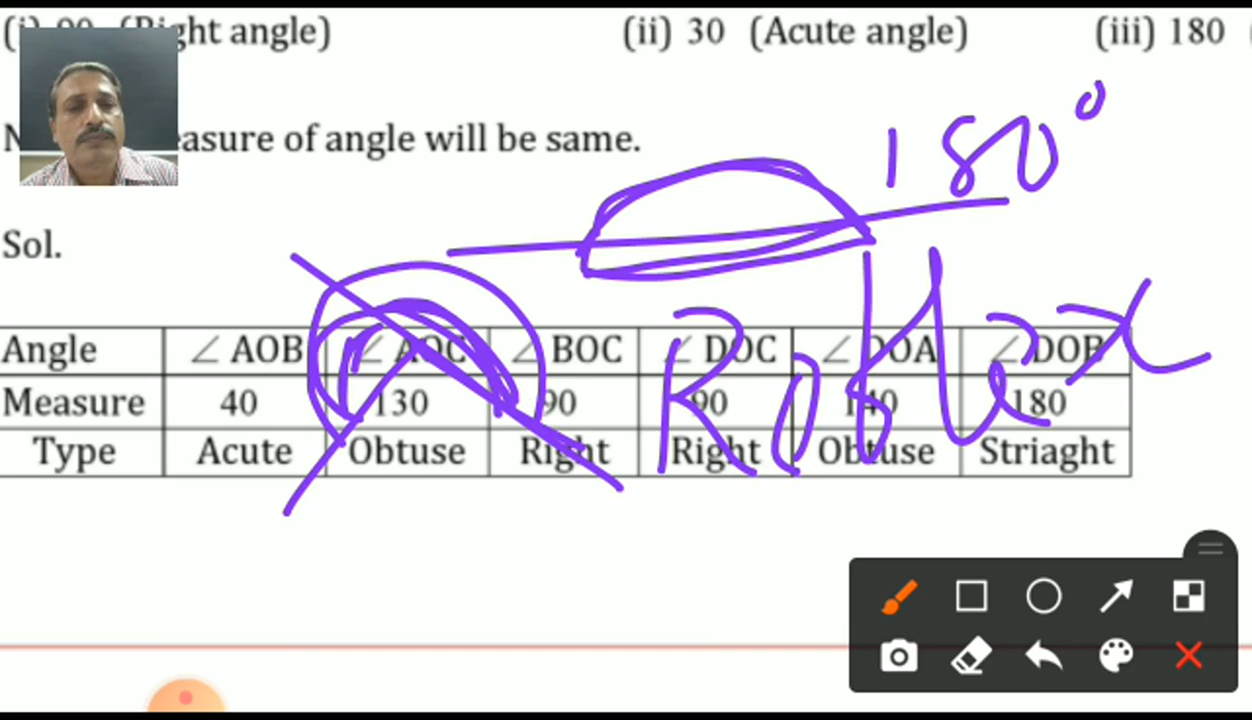 (i) 90 (Right angle) (ii) 30 (Acute angle) (iii) 180
easure of angle will be same.
180°
Sol.
Angle ∠ AOB ∠ AOC ∠ BOC ∠ DOC ∠ DOA ∠ DOB
Measure 40 130 90 90 140 180
Type Acute Obtuse Right Right Obtuse Striaght